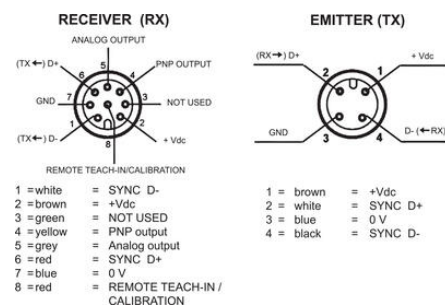 RECEIVER (RX)
ANALOG OUTPUT
(TX ←) D+
PNP OUTPUT
6
5
4
GND
7
3
NOT USED
(TX ←) D-
1
2
+ Vdc
8
REMOTE TEACH-IN/CALIBRATION
1 = white = SYNC D-
2 = brown = +Vdc
3 = green = NOT USED
4 = yellow = PNP output
5 = grey = Analog output
6 = red = SYNC D+
7 = blue = 0 V
8 = red = REMOTE TEACH-IN /
CALIBRATION
EMITTER (TX)
(RX →) D+
+ Vdc
2
1
GND
3
4
D- (← RX)
1 = brown = +Vdc
2 = white = SYNC D+
3 = blue = 0 V
4 = black = SYNC D-